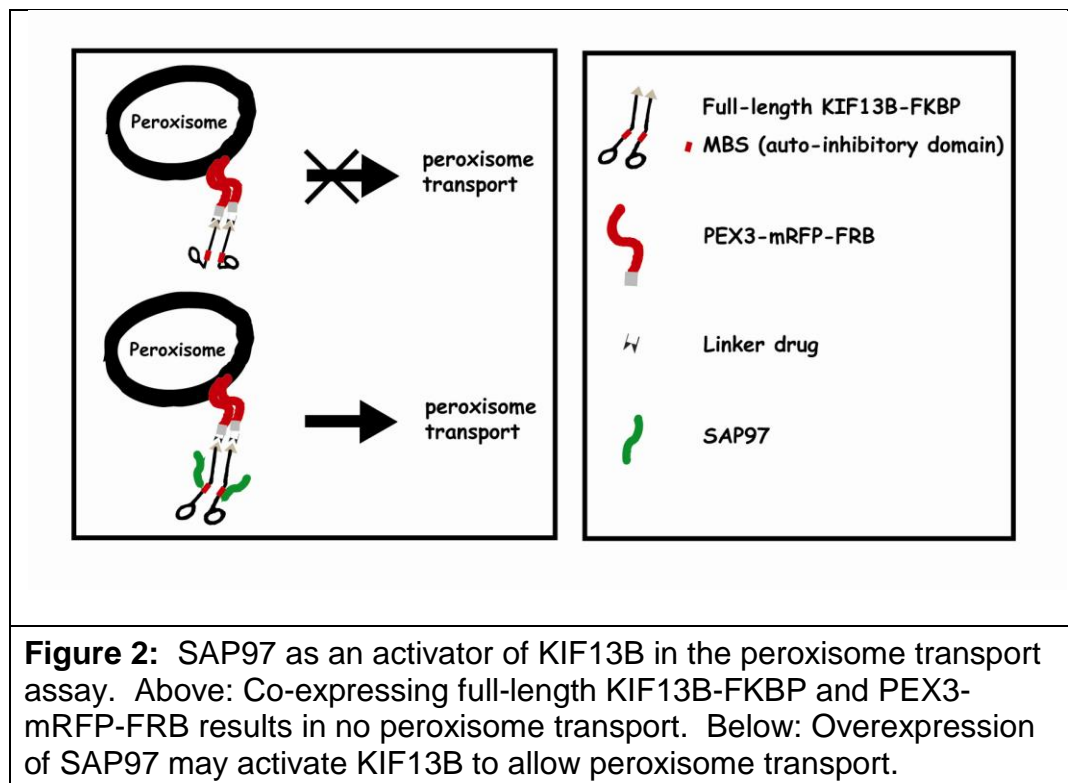 Peroxisome
peroxisome
transport
Peroxisome
peroxisome
transport
Full-length KIF13B-FKBP
MBS (auto-inhibitory domain)
PEX3-mRFP-FRB
Linker drug
SAP97
Figure 2: SAP97 as an activator of KIF13B in the peroxisome transport
assay. Above: Co-expressing full-length KIF13B-FKBP and PEX3-
mRFP-FRB results in no peroxisome transport. Below: Overexpression
of SAP97 may activate KIF13B to allow peroxisome transport.